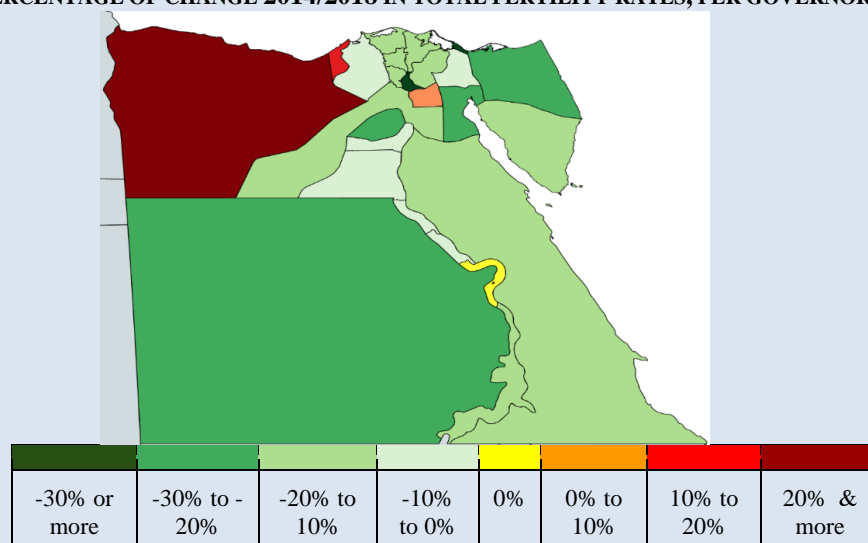 PERCENTAGE OF CHANGE 2014/2018 IN TOTAL FERTILITY RATES, PER GOVERNOR
-30% or more
-30% to -20%
-20% to 10%
-10% to 0%
0%
0% to 10%
10% to 20%
20% & more